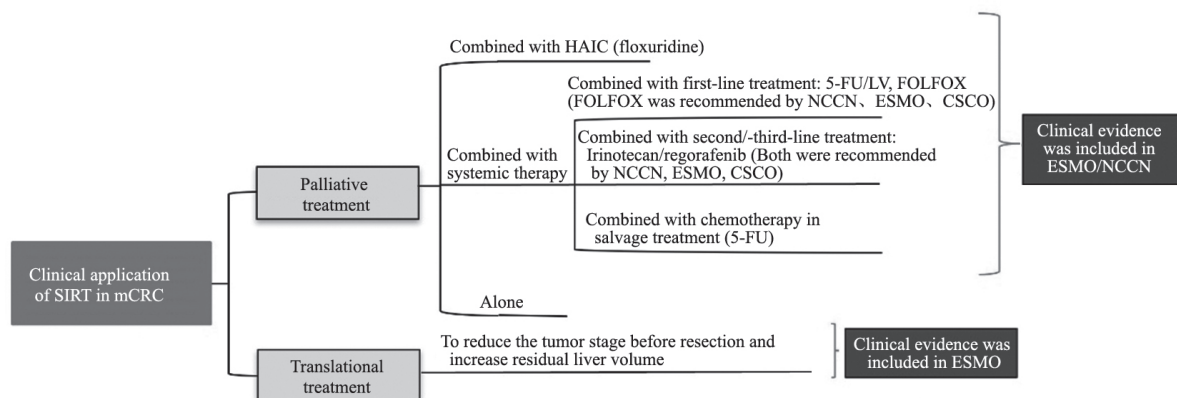 Combined with HAIC (floxuridine)
Combined with first-line treatment: 5-FU/LV, FOLFOX
(FOLFOX was recommended by NCCN、ESMO、CSCO)
Combined with second/-third-line treatment:
Irinotecan/regorafenib (Both were recommended
by NCCN, ESMO, CSCO)
Combined with
systemic therapy
Clinical evidence
was included in
ESMO/NCCN
Palliative
treatment
Combined with chemotherapy in
salvage treatment (5-FU)
Clinical application
of SIRT in mCRC
Alone
To reduce the tumor stage before resection and
increase residual liver volume
Clinical evidence was
included in ESMO
Translational
treatment